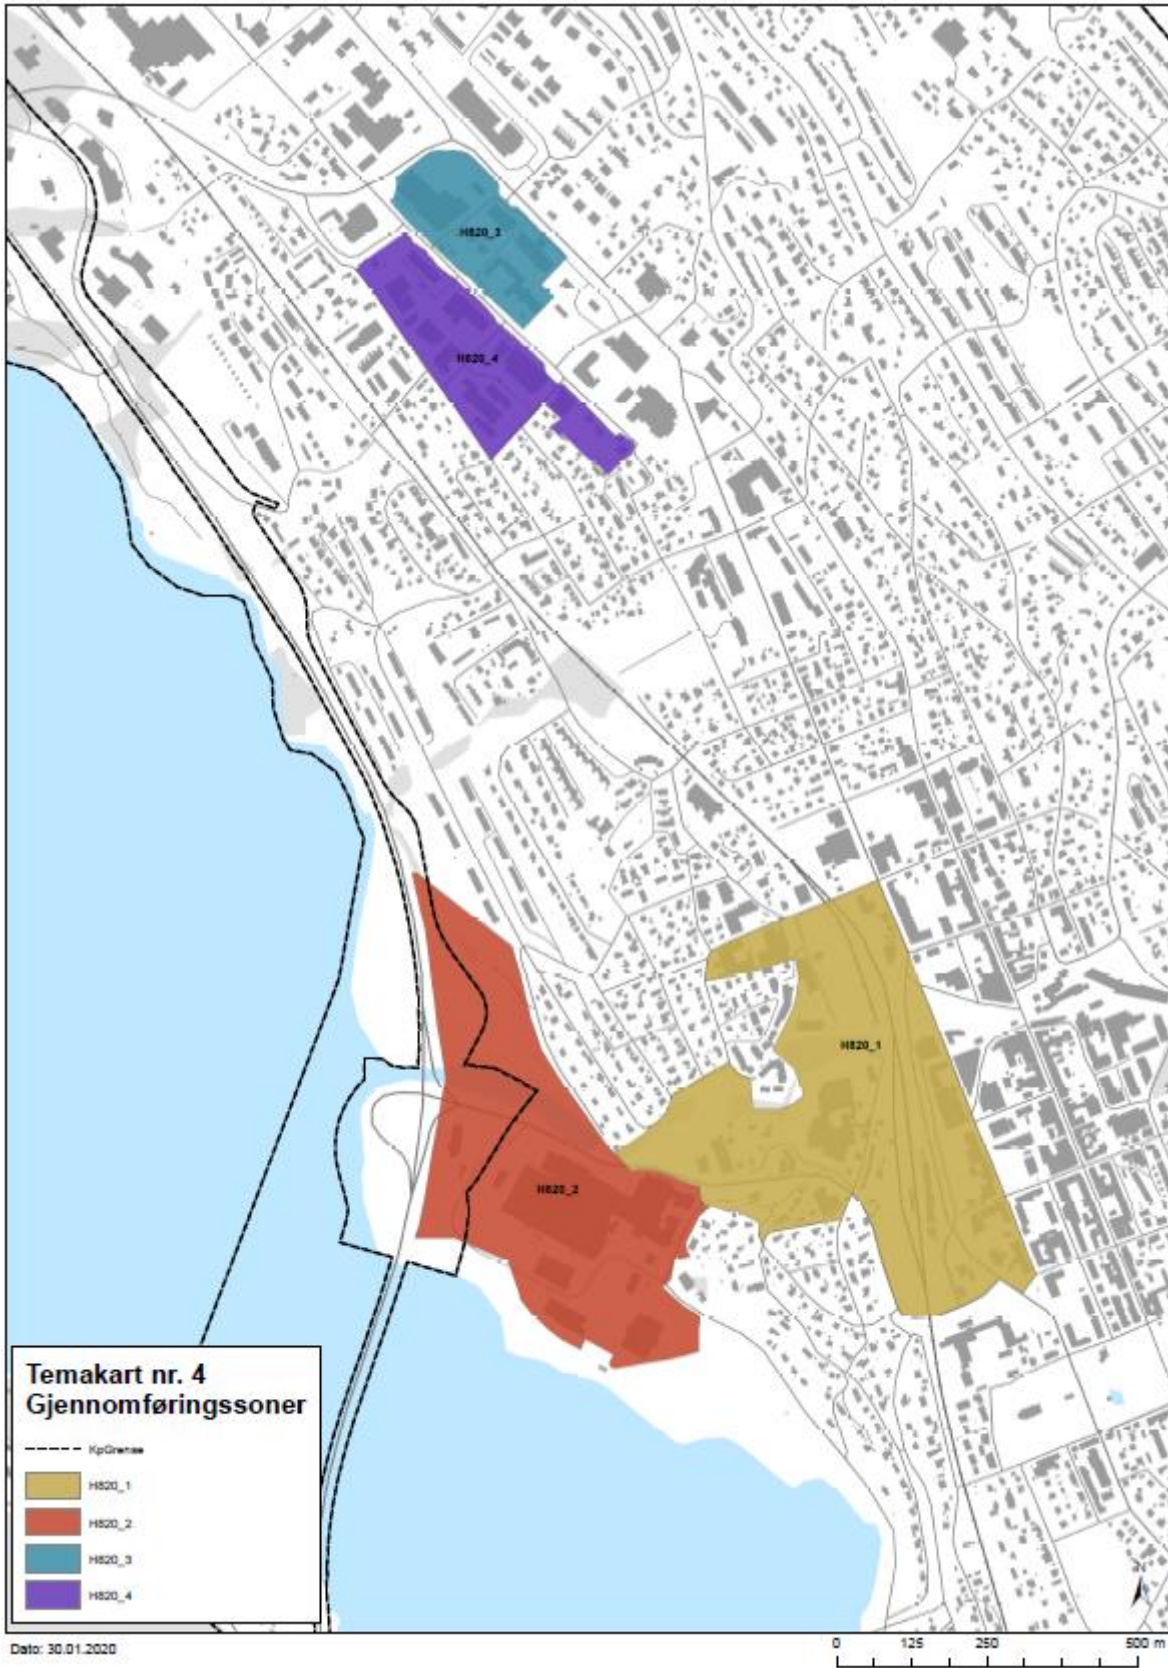 H820_3
H820_4
H820_1
H820_2
Temakart nr. 4
Gjennomføringssoner
KpGrense
H820_1
H820_2
H820_3
H820_4
Dato: 30.01.2020
0 125 250 500 m
N